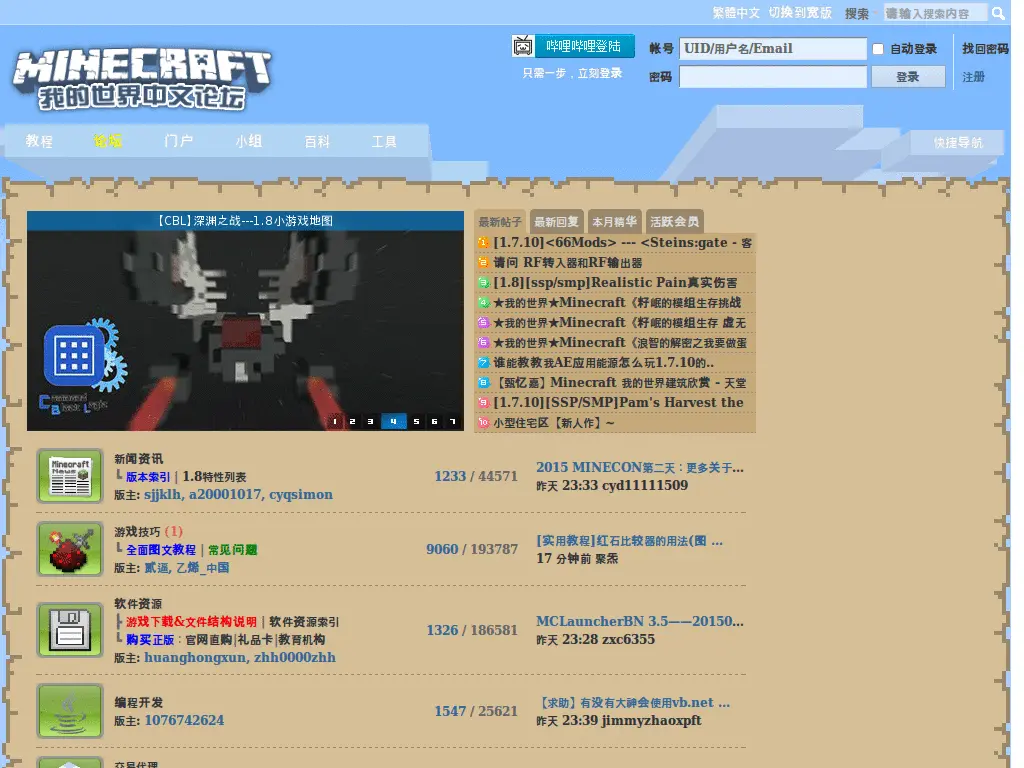 繁體中文 切换到宽版 搜索 请输入搜索内容
MINECRAFT
我的世界中文论坛
哔哩哔哩登陆
只需一步，立刻登录
帐号 UID/用户名/Email 自动登录 找回密码
密码 登录 注册
教程 论坛 门户 小组 百科 工具
快捷导航
【CBL】深渊之战---1.8小游戏地图
Command Block Logic
1 2 3 4 5 6 7
最新帖子 最新回复 本月精华 活跃会员
1 [1.7.10]<66Mods> --- <Steins:gate - 客
2 请问 RF转入器和RF输出器
3 [1.8][ssp/smp]Realistic Pain真实伤害
4 ★我的世界★Minecraft《籽岷的模组生存挑战
5 ★我的世界★Minecraft《籽岷的模组生存 虚无
6 ★我的世界★Minecraft《浪智的解密之我要做蛋
7 谁能教教我AE应用能源怎么玩1.7.10的..
8 【甄忆嘉】Minecraft 我的世界建筑欣赏 - 天堂
9 [1.7.10][SSP/SMP]Pam's Harvest the
10 小型住宅区【新人作】~
Minecraft News
新闻资讯
┗ 版本索引 | 1.8特性列表
版主: sjjklh, a20001017, cyqsimon
1233 / 44571
2015 MINECON第二天：更多关于...
昨天 23:33 cyd11111509
游戏技巧 (1)
┗ 全面图文教程 | 常见问题
版主: 贰逼, 乙烯_中国
9060 / 193787
[实用教程]红石比较器的用法(图 ...
17 分钟前 聚炁
软件资源
┣ 游戏下载&文件结构说明 | 软件资源索引
┗ 购买正版：官网直购|礼品卡|教育机构
版主: huanghongxun, zhh0000zhh
1326 / 186581
MCLauncherBN 3.5——20150...
昨天 23:28 zxc6355
编程开发
版主: 1076742624
1547 / 25621
【求助】有没有大神会使用vb.net ...
昨天 23:39 jimmyzhaoxpft
交易代理